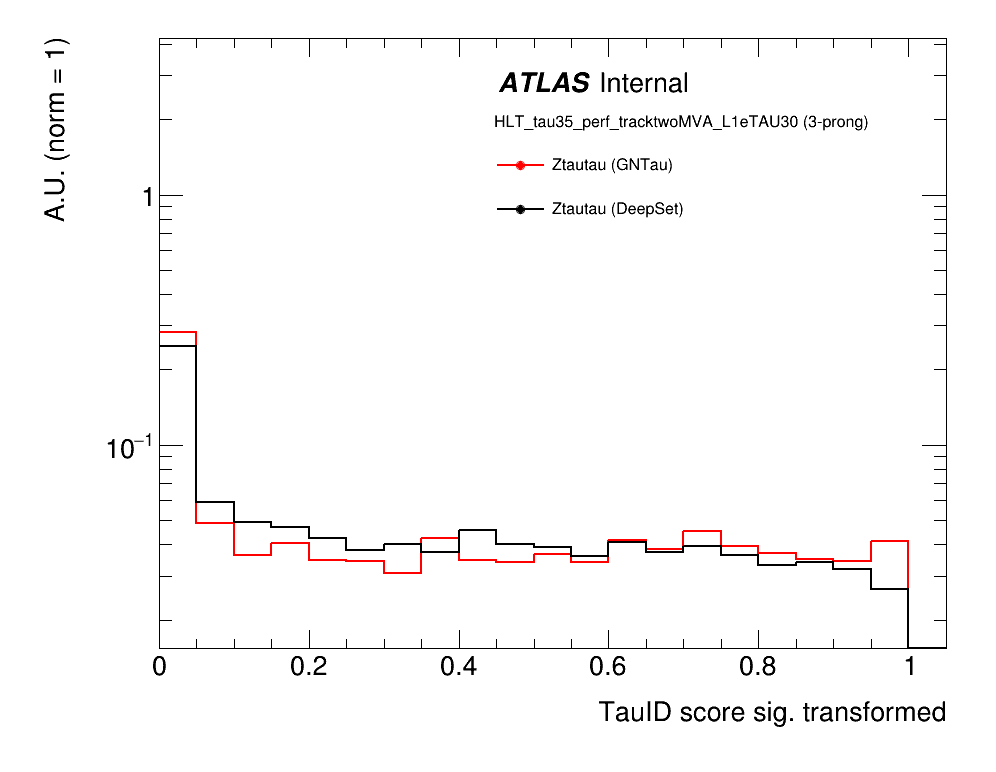 A.U. (norm = 1)
ATLAS Internal
HLT_tau35_perf_tracktwoMVA_L1eTAU30 (3-prong)
Ztautau (GNTau)
Ztautau (DeepSet)
1
10⁻¹
0 0.2 0.4 0.6 0.8 1
TauID score sig. transformed